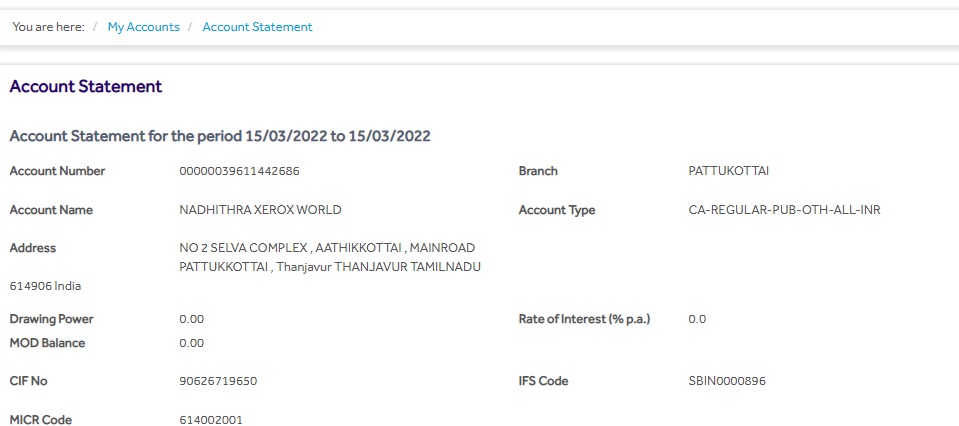 You are here: / My Accounts / Account Statement
Account Statement
Account Statement for the period 15/03/2022 to 15/03/2022
Account Number 00000039611442686 Branch PATTUKOTTAI
Account Name NADHITHRA XEROX WORLD Account Type CA-REGULAR-PUB-OTH-ALL-INR
Address NO 2 SELVA COMPLEX , AATHIKKOTTAI , MAINROAD
PATTUKKOTTAI , Thanjavur THANJAVUR TAMILNADU
614906 India
Drawing Power 0.00 Rate of Interest (% p.a.) 0.0
MOD Balance 0.00
CIF No 90626719650 IFS Code SBIN0000896
MICR Code 614002001